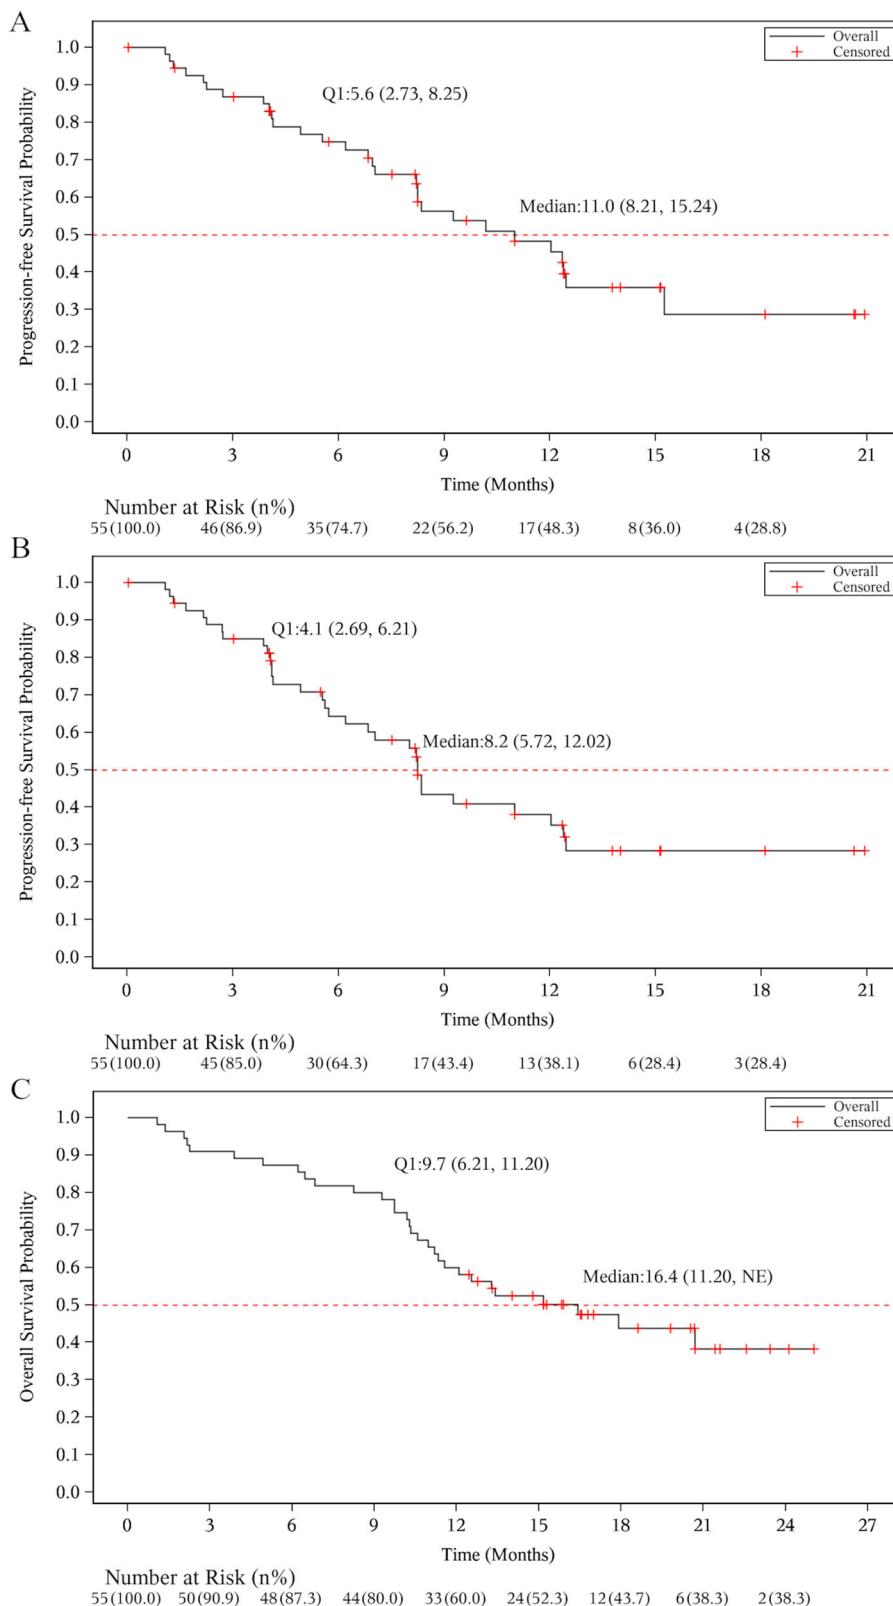 A
Overall
Censored
1.0
0.9
0.8
0.7
0.6
0.5
0.4
0.3
0.2
0.1
0.0
Progression-free Survival Probability
Q1:5.6 (2.73, 8.25)
Median:11.0 (8.21, 15.24)
0 3 6 9 12 15 18 21
Time (Months)
Number at Risk (n%)
55(100.0) 46(86.9) 35(74.7) 22(56.2) 17(48.3) 8(36.0) 4(28.8)
B
Overall
Censored
1.0
0.9
0.8
0.7
0.6
0.5
0.4
0.3
0.2
0.1
0.0
Progression-free Survival Probability
Q1:4.1 (2.69, 6.21)
Median:8.2 (5.72, 12.02)
0 3 6 9 12 15 18 21
Time (Months)
Number at Risk (n%)
55(100.0) 45(85.0) 30(64.3) 17(43.4) 13(38.1) 6(28.4) 3(28.4)
C
Overall
Censored
1.0
0.9
0.8
0.7
0.6
0.5
0.4
0.3
0.2
0.1
0.0
Overall Survival Probability
Q1:9.7 (6.21, 11.20)
Median:16.4 (11.20, NE)
0 3 6 9 12 15 18 21 24 27
Time (Months)
Number at Risk (n%)
55(100.0) 50(90.9) 48(87.3) 44(80.0) 33(60.0) 24(52.3) 12(43.7) 6(38.3) 2(38.3)